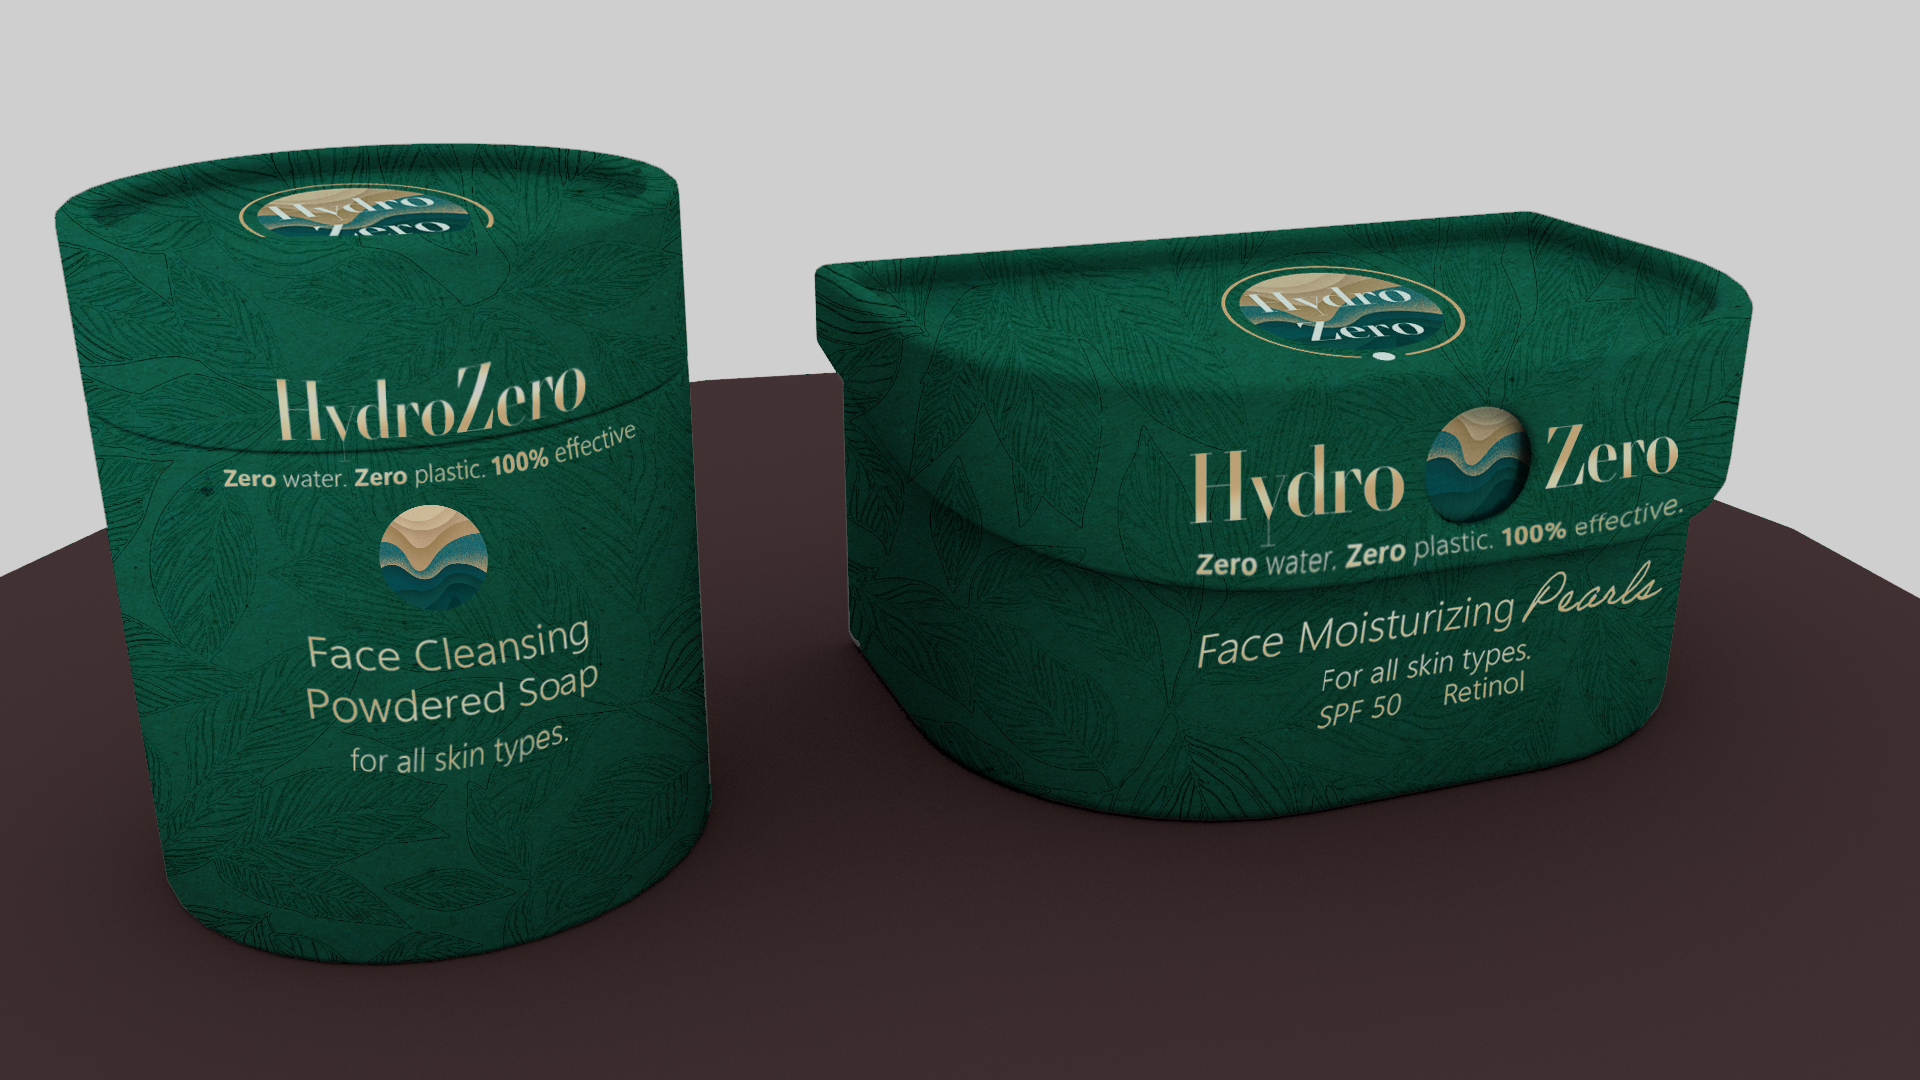 Hydro
Zero
HydroZero
Zero water. Zero plastic. 100% effective
Face Cleansing
Powdered Soap
for all skin types.
Hydro
Zero
Hydro Zero
Zero water. Zero plastic. 100% effective.
Face Moisturizing Pearls
For all skin types.
SPF 50 Retinol